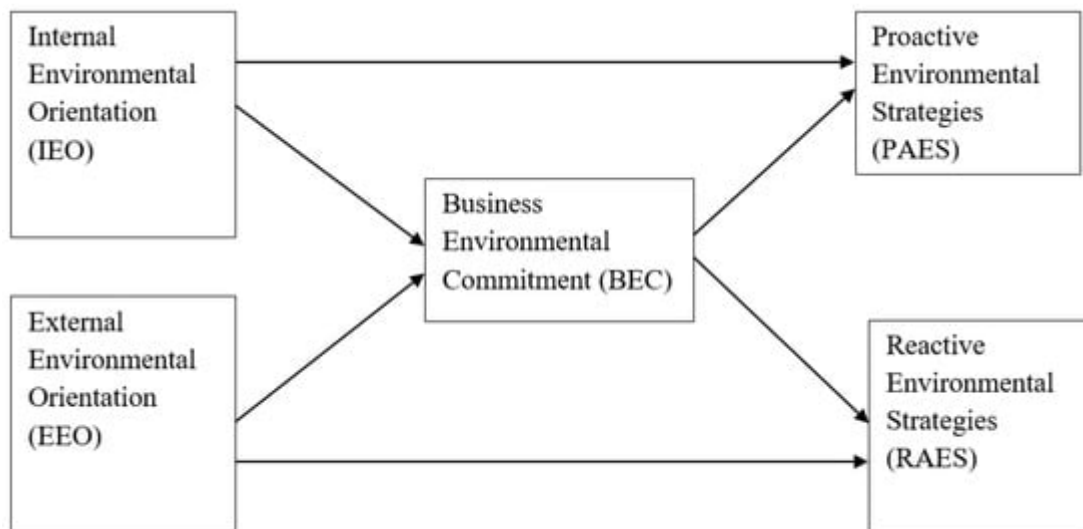 Internal
Environmental
Orientation
(IEO)
Proactive
Environmental
Strategies
(PAES)
Business
Environmental
Commitment (BEC)
External
Environmental
Orientation
(EEO)
Reactive
Environmental
Strategies
(RAES)